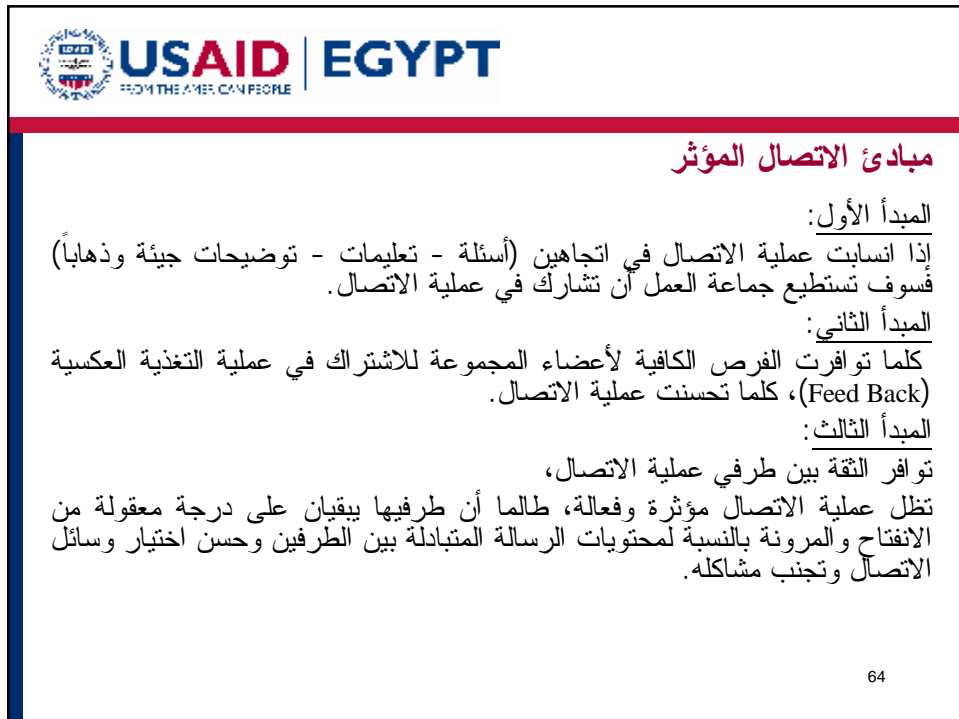 USAID | EGYPT
FROM THE AMERICAN PEOPLE
مبادئ الاتصال المؤثر
المبدأ الأول:
إذا انسابت عملية الاتصال في اتجاهين (أسئلة - تعليمات - توضيحات جيئة وذهاباً)
فسوف تستطيع جماعة العمل أن تشارك في عملية الاتصال.
المبدأ الثاني:
كلما توافرت الفرص الكافية لأعضاء المجموعة للاشتراك في عملية التغذية العكسية
(Feed Back)، كلما تحسنت عملية الاتصال.
المبدأ الثالث:
توافر الثقة بين طرفي عملية الاتصال،
تظل عملية الاتصال مؤثرة وفعالة، طالما أن طرفيها يبقيان على درجة معقولة من
الانفتاح والمرونة بالنسبة لمحتويات الرسالة المتبادلة بين الطرفين وحسن اختيار وسائل
الاتصال وتجنب مشاكله.
64